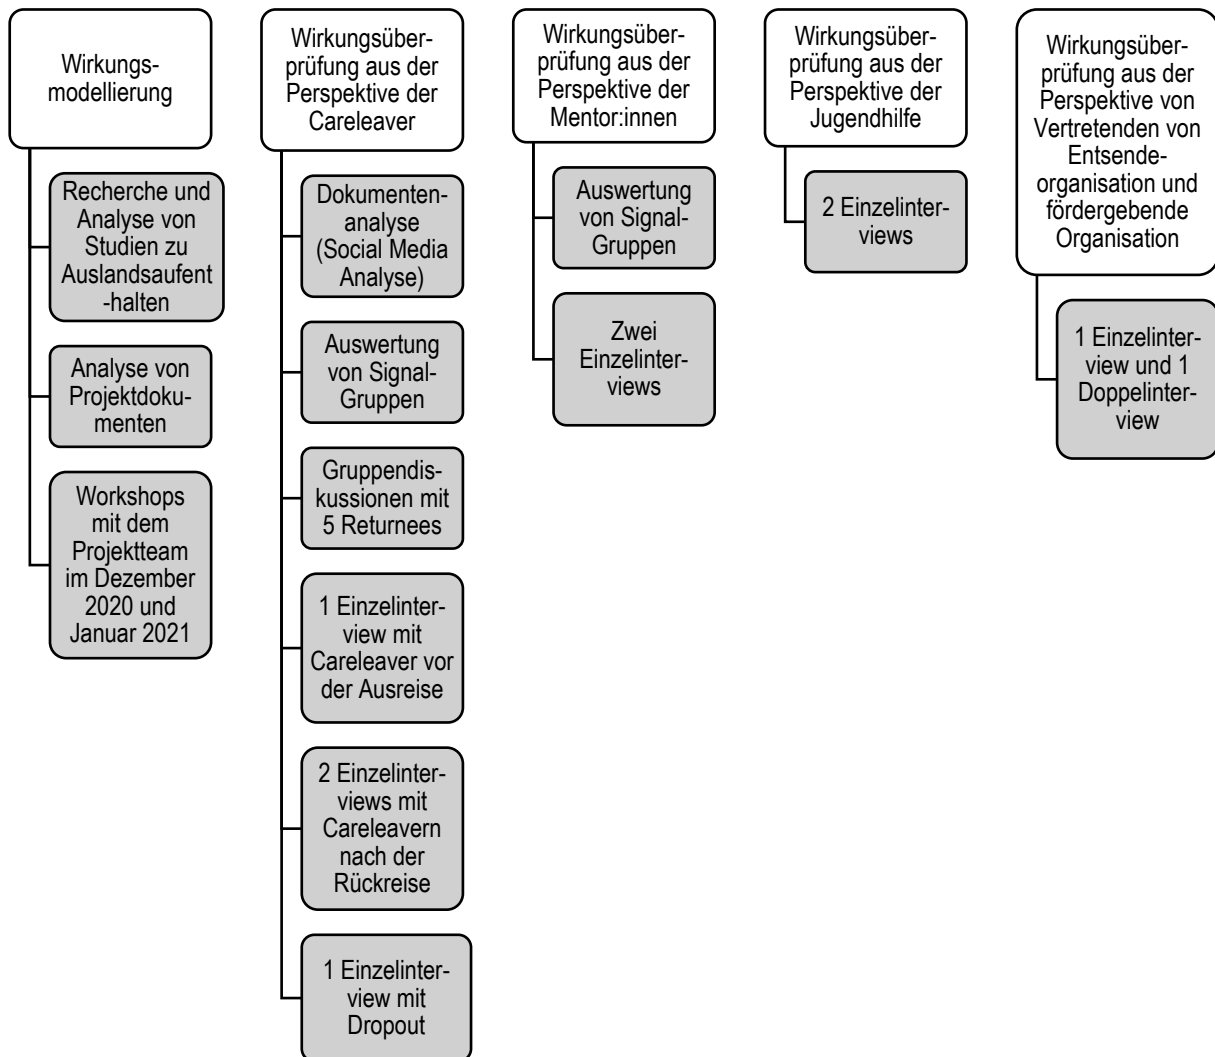 Wirkungs-
modellierung
Recherche und
Analyse von
Studien zu
Auslandsaufent
-halten
Analyse von
Projektdoku-
menten
Workshops
mit dem
Projektteam
im Dezember
2020 und
Januar 2021
Wirkungsüber-
prüfung aus der
Perspektive der
Careleaver
Dokumenten-
analyse
(Social Media
Analyse)
Auswertung
von Signal-
Gruppen
Gruppendis-
kussionen mit
5 Returnees
1 Einzelinter-
view mit
Careleaver vor
der Ausreise
2 Einzelinter-
views mit
Careleavern
nach der
Rückreise
1 Einzelinter-
view mit
Dropout
Wirkungsüber-
prüfung aus der
Perspektive der
Mentor:innen
Auswertung
von Signal-
Gruppen
Zwei
Einzelinter-
views
Wirkungsüber-
prüfung aus der
Perspektive der
Jugendhilfe
2 Einzelinter-
views
Wirkungsüber-
prüfung aus der
Perspektive von
Vertretenden von
Entsende-
organisation und
fördergebende
Organisation
1 Einzelinter-
view und 1
Doppelinter-
view